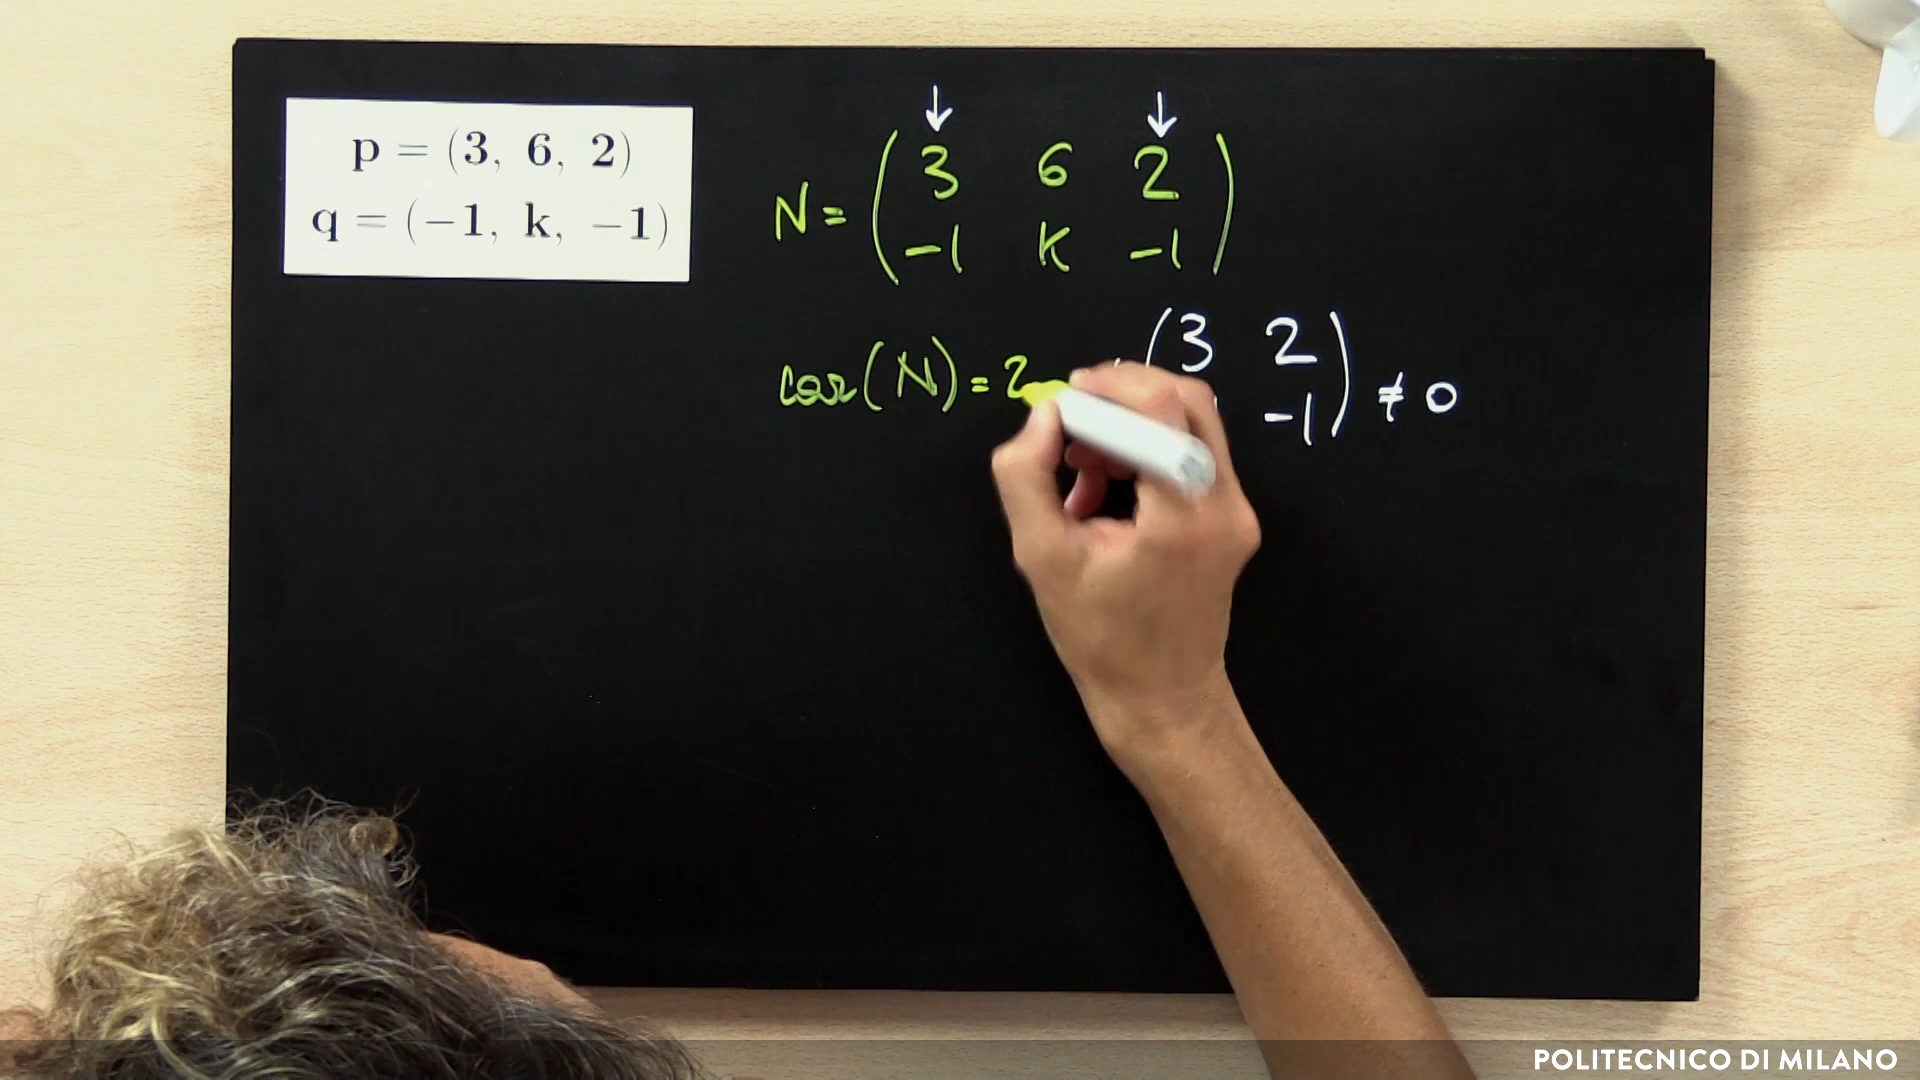 p = (3, 6, 2)
q = (−1, k, −1)
N = ( 3 6 2
-1 K -1 )
( 3 2
car(N) = 2
-1 ) ≠ 0
POLITECNICO DI MILANO